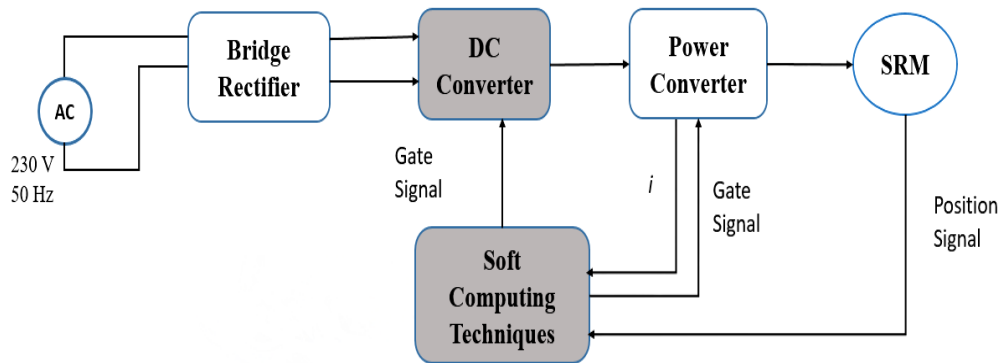 AC
230 V
50 Hz
Bridge
Rectifier
DC
Converter
Power
Converter
SRM
Gate
Signal
i
Gate
Signal
Position
Signal
Soft
Computing
Techniques